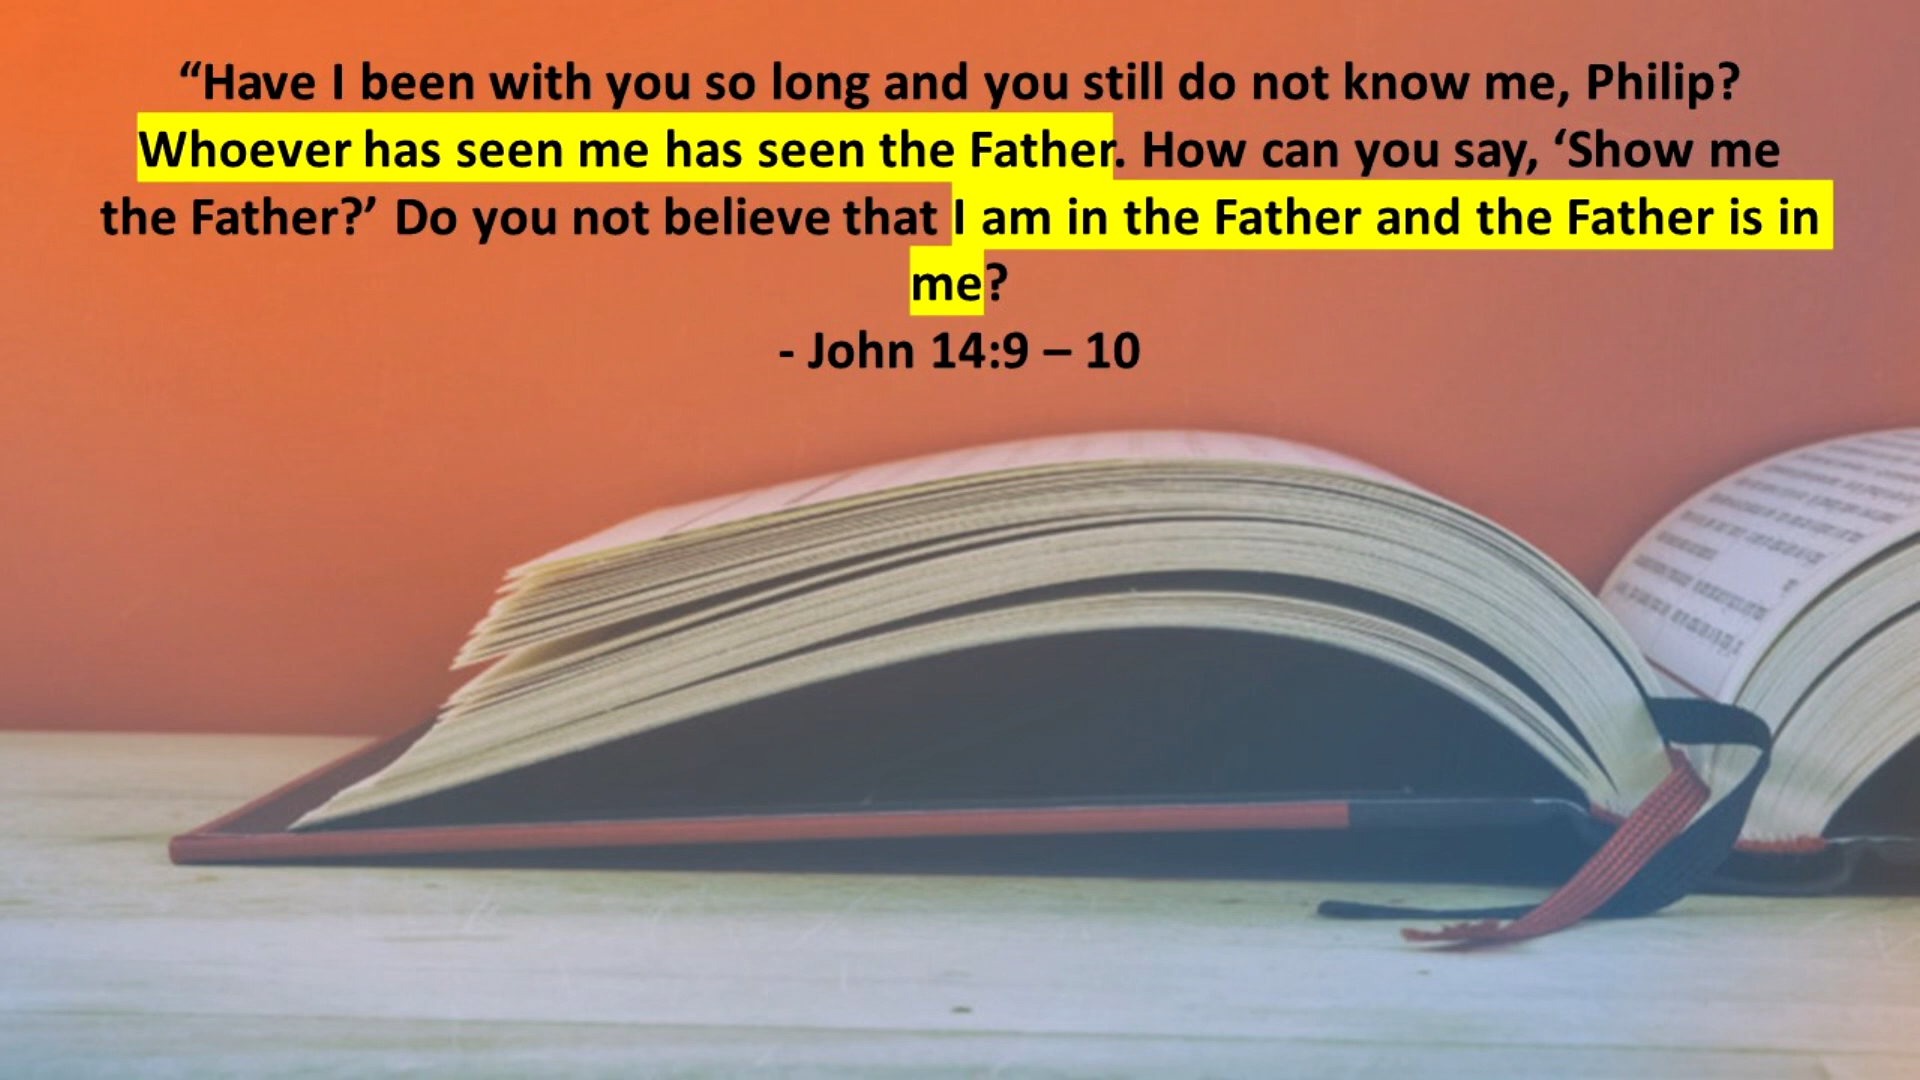 “Have I been with you so long and you still do not know me, Philip?
Whoever has seen me has seen the Father. How can you say, ‘Show me
the Father?’ Do you not believe that I am in the Father and the Father is in
me?
- John 14:9 – 10